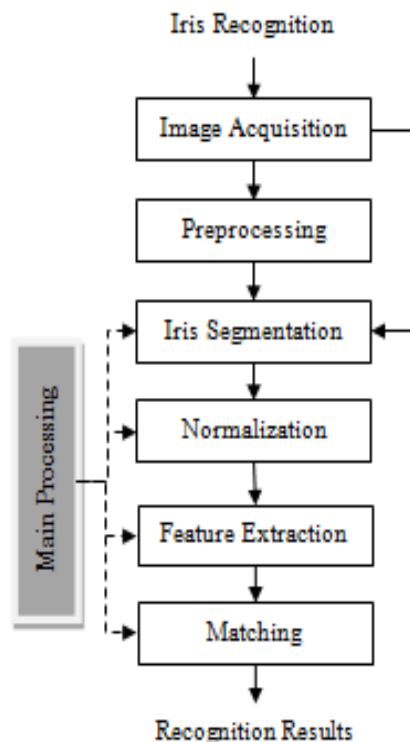 Iris Recognition
Image Acquisition
Preprocessing
Iris Segmentation
Normalization
Feature Extraction
Matching
Recognition Results
Main Processing